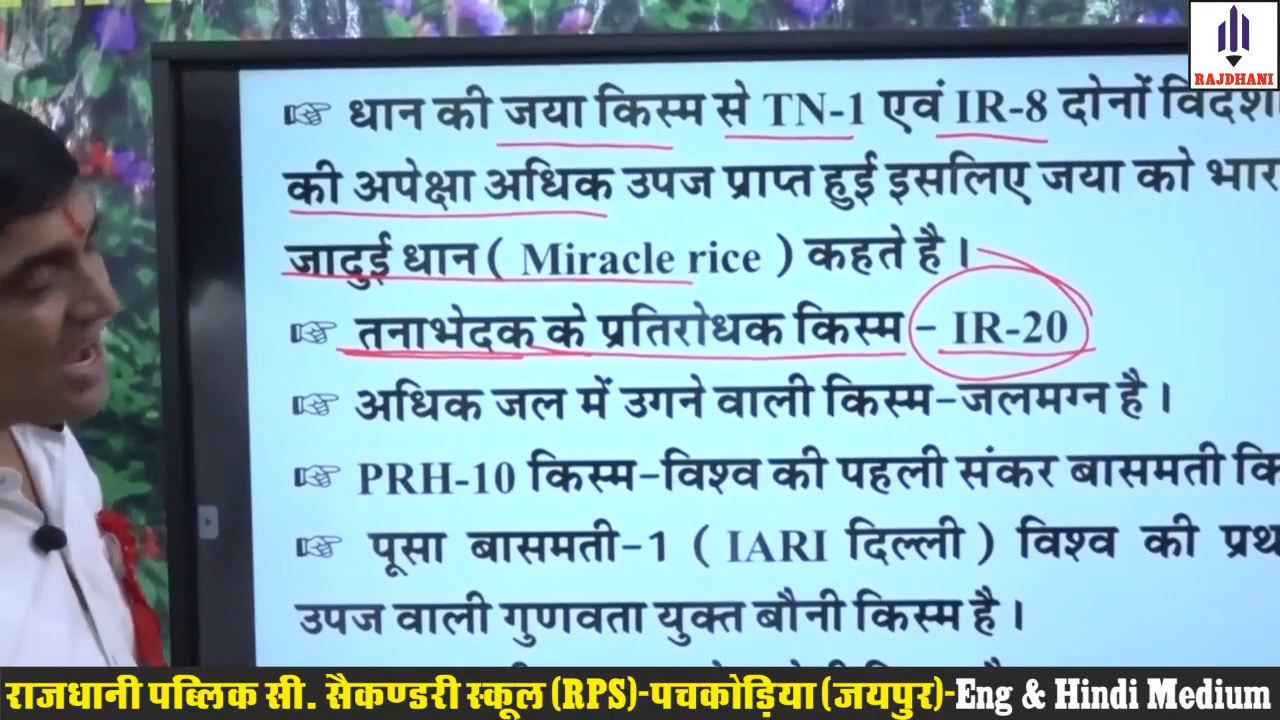 RAJDHANI
☞ धान की जया किस्म से TN-1 एवं IR-8 दोनों
की अपेक्षा अधिक उपज प्राप्त हुई इसलिए जया को
जादुई धान ( Miracle rice ) कहते है ।
☞ तनाभेदक के प्रतिरोधक किस्म - IR-20
☞ अधिक जल में उगने वाली किस्म-जलमग्न है ।
☞ PRH-10 किस्म-विश्व की पहली संकर बासमती
☞ पूसा बासमती-1 ( IARI दिल्ली ) विश्व की
उपज वाली गुणवता युक्त बौनी किस्म है ।
राजधानी पब्लिक सी. सैकण्डरी स्कूल (RPS)-पचकोड़िया (जयपुर)-Eng & Hindi Medium